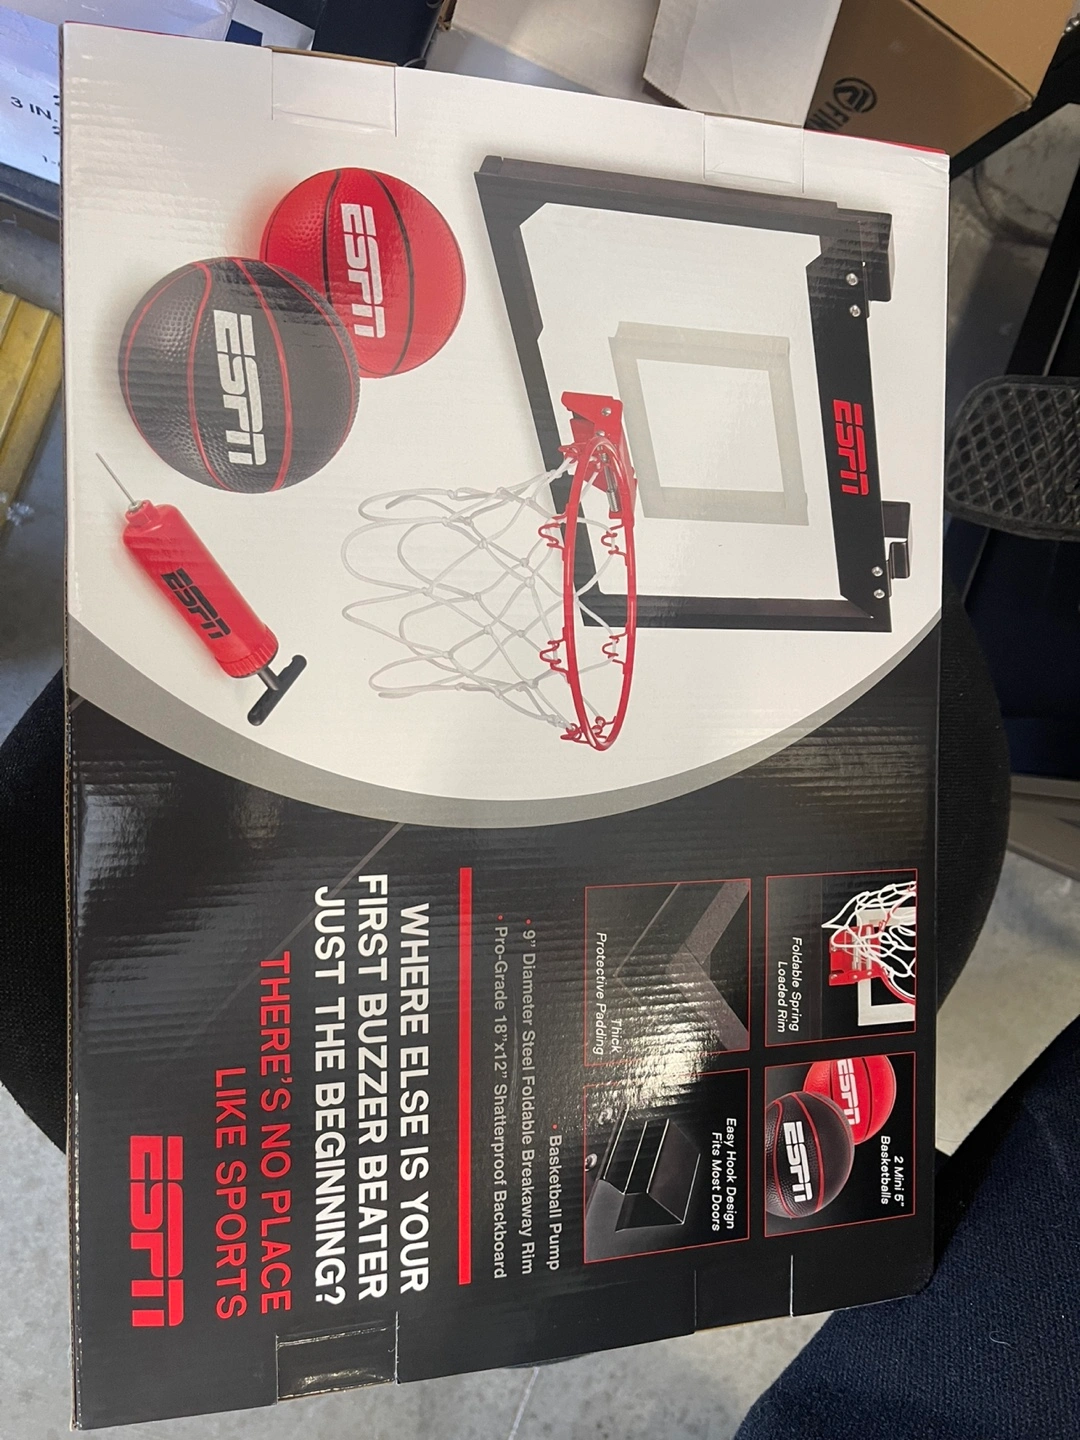 ESPN
ESPN
ESPN
ESPN
Foldable Spring
Loaded Rim
2 Mini 5"
Basketballs
ESPN
ESPN
Thick
Protective Padding
Easy Hook Design
Fits Most Doors
• Basketball Pump
• 9" Diameter Steel Foldable Breakaway Rim
• Pro-Grade 18"x12" Shatterproof Backboard
WHERE ELSE IS YOUR
FIRST BUZZER BEATER
JUST THE BEGINNING?
THERE'S NO PLACE
LIKE SPORTS
ESPN
3 IN.